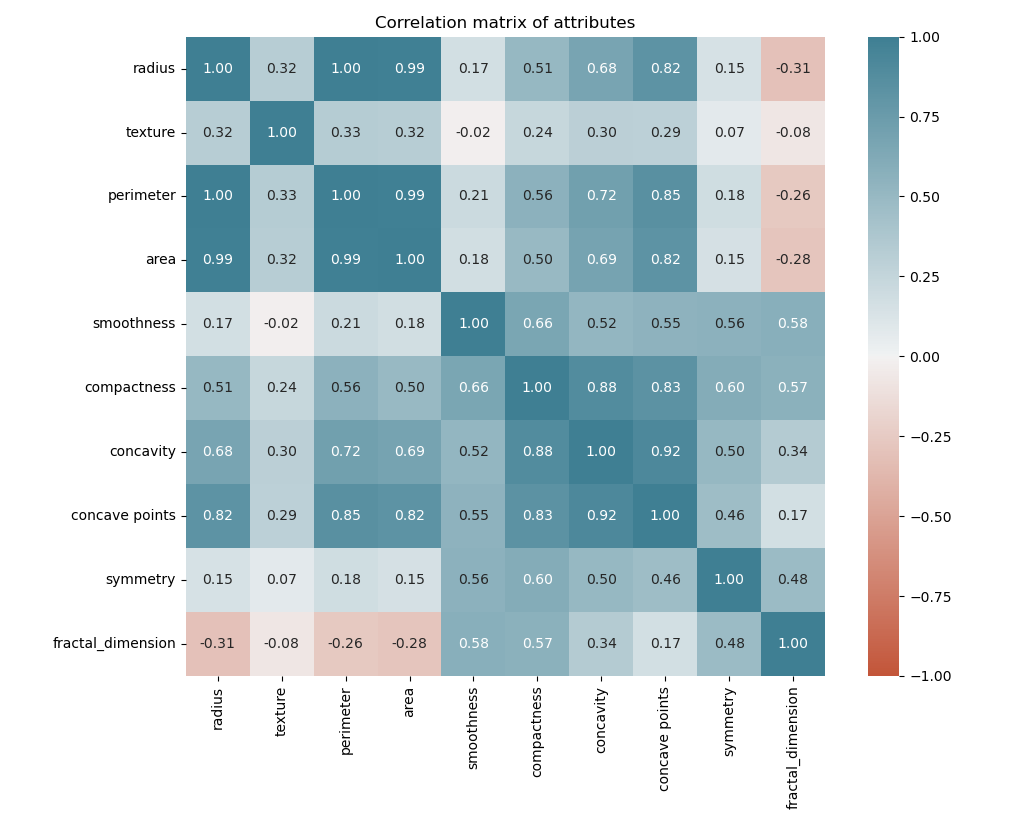 Correlation matrix of attributes
radius 1.00 0.32 1.00 0.99 0.17 0.51 0.68 0.82 0.15 -0.31
texture 0.32 1.00 0.33 0.32 -0.02 0.24 0.30 0.29 0.07 -0.08
perimeter 1.00 0.33 1.00 0.99 0.21 0.56 0.72 0.85 0.18 -0.26
area 0.99 0.32 0.99 1.00 0.18 0.50 0.69 0.82 0.15 -0.28
smoothness 0.17 -0.02 0.21 0.18 1.00 0.66 0.52 0.55 0.56 0.58
compactness 0.51 0.24 0.56 0.50 0.66 1.00 0.88 0.83 0.60 0.57
concavity 0.68 0.30 0.72 0.69 0.52 0.88 1.00 0.92 0.50 0.34
concave points 0.82 0.29 0.85 0.82 0.55 0.83 0.92 1.00 0.46 0.17
symmetry 0.15 0.07 0.18 0.15 0.56 0.60 0.50 0.46 1.00 0.48
fractal_dimension -0.31 -0.08 -0.26 -0.28 0.58 0.57 0.34 0.17 0.48 1.00
radius
texture
perimeter
area
smoothness
compactness
concavity
concave points
symmetry
fractal_dimension
1.00
0.75
0.50
0.25
0.00
−0.25
−0.50
−0.75
−1.00